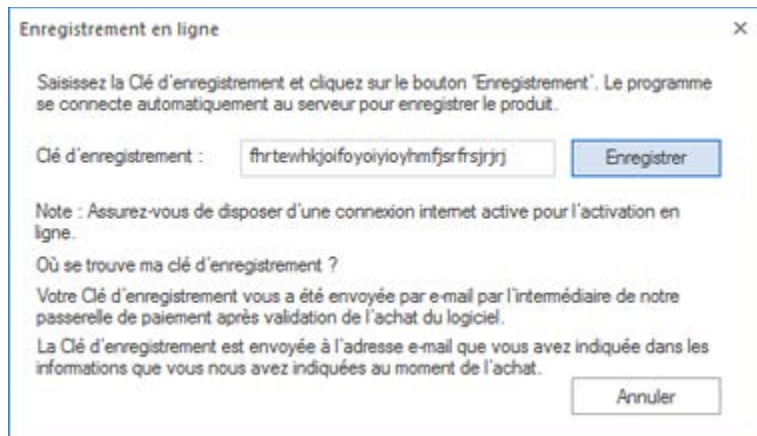 Enregistrement en ligne
Saisissez la Clé d'enregistrement et cliquez sur le bouton 'Enregistrement'. Le programme
se connecte automatiquement au serveur pour enregistrer le produit.
Clé d'enregistrement : fhrtewhkjoifoyoiyioyhmfjsrfrsjrjrj Enregistrer
Note : Assurez-vous de disposer d'une connexion internet active pour l'activation en
ligne.
Où se trouve ma clé d'enregistrement ?
Votre Clé d'enregistrement vous a été envoyée par e-mail par l'intermédiaire de notre
passerelle de paiement après validation de l'achat du logiciel.
La Clé d'enregistrement est envoyée à l'adresse e-mail que vous avez indiquée dans les
informations que vous nous avez indiquées au moment de l'achat.
Annuler